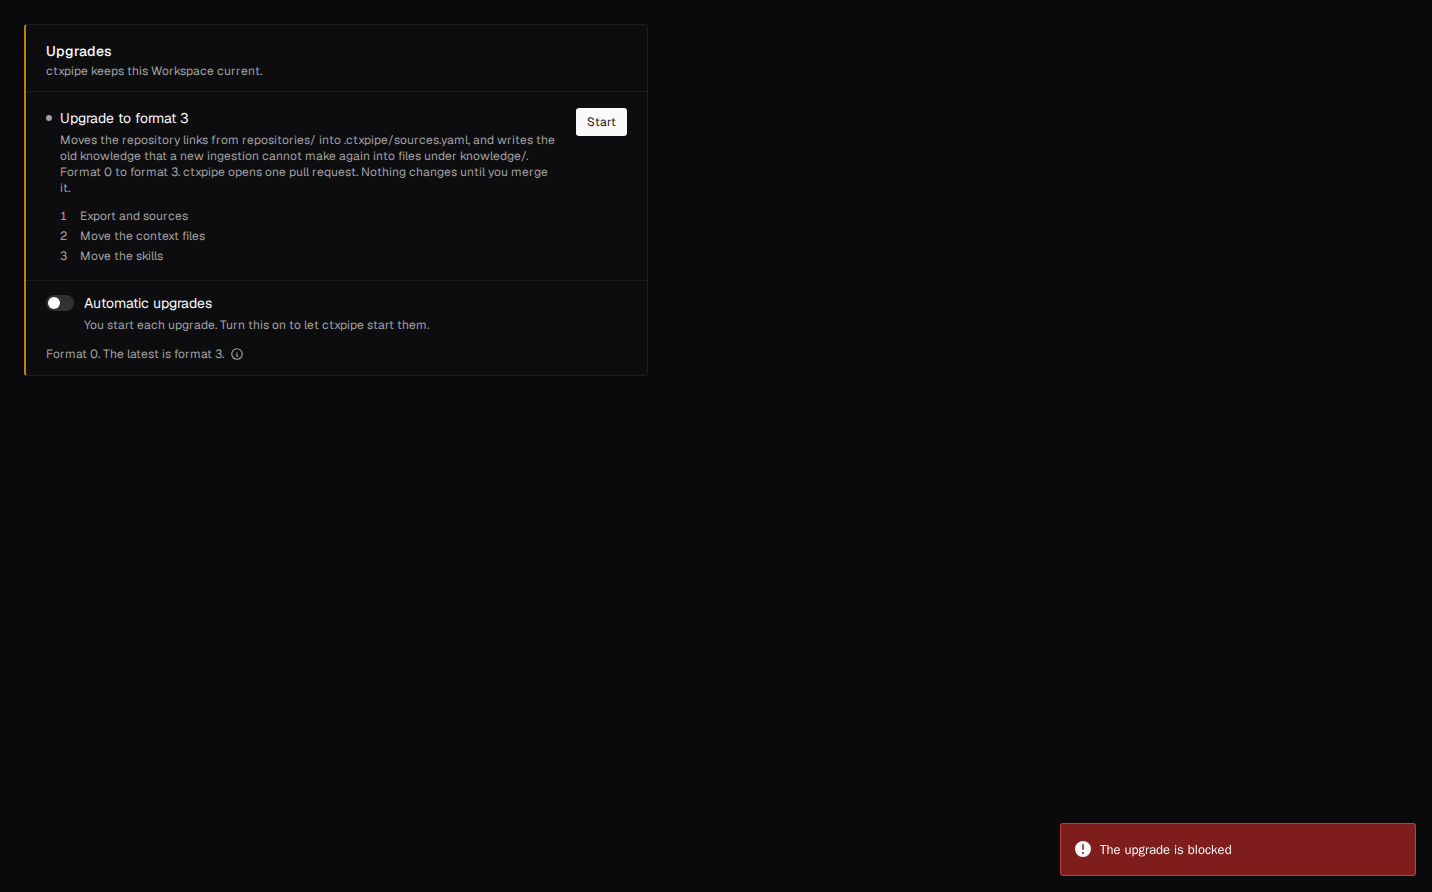 Upgrades
ctxpipe keeps this Workspace current.
Upgrade to format 3
Start
Moves the repository links from repositories/ into .ctxpipe/sources.yaml, and writes the
old knowledge that a new ingestion cannot make again into files under knowledge/.
Format 0 to format 3. ctxpipe opens one pull request. Nothing changes until you merge
it.
1 Export and sources
2 Move the context files
3 Move the skills
Automatic upgrades
You start each upgrade. Turn this on to let ctxpipe start them.
Format 0. The latest is format 3.
The upgrade is blocked